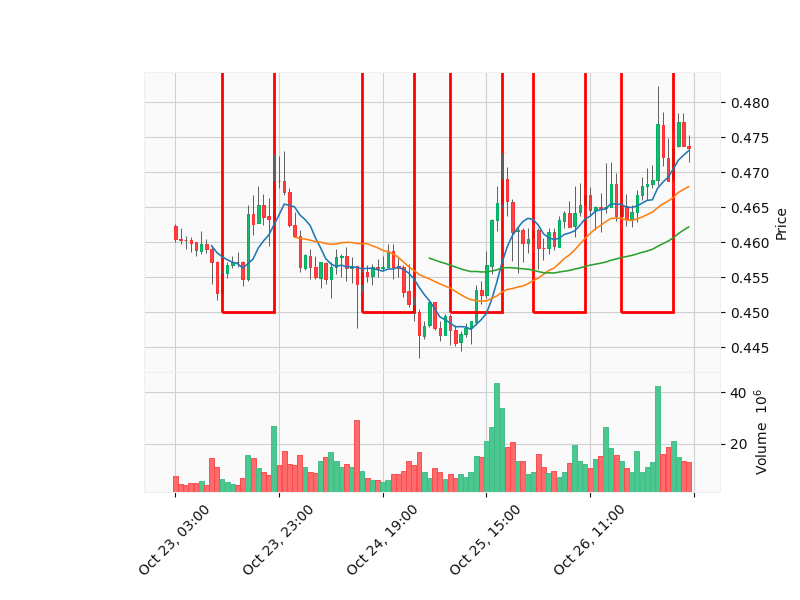 0.480
0.475
0.470
0.465
0.460
0.455
0.450
0.445
Price
40
20
Volume 10⁶
Oct 23, 03:00
Oct 23, 23:00
Oct 24, 19:00
Oct 25, 15:00
Oct 26, 11:00